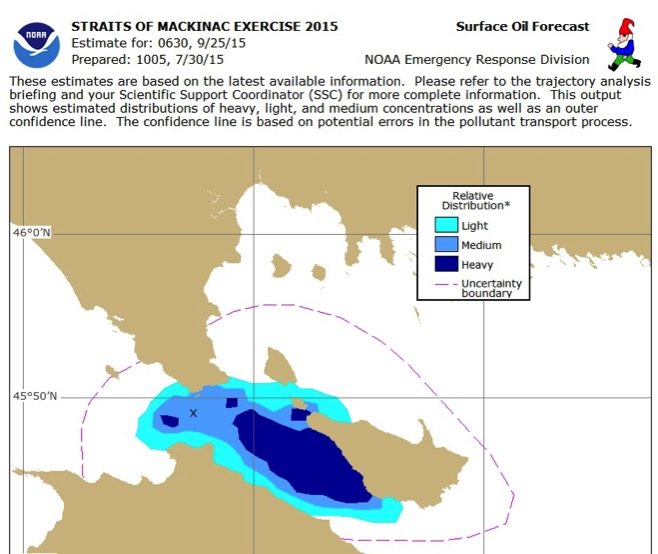 NOAA
STRAITS OF MACKINAC EXERCISE 2015
Estimate for: 0630, 9/25/15
Prepared: 1005, 7/30/15
Surface Oil Forecast
NOAA Emergency Response Division
These estimates are based on the latest available information. Please refer to the trajectory analysis
briefing and your Scientific Support Coordinator (SSC) for more complete information. This output
shows estimated distributions of heavy, light, and medium concentrations as well as an outer
confidence line. The confidence line is based on potential errors in the pollutant transport process.
Relative
Distribution*
Light
Medium
Heavy
Uncertainty
boundary
46°0'N
45°50'N
X